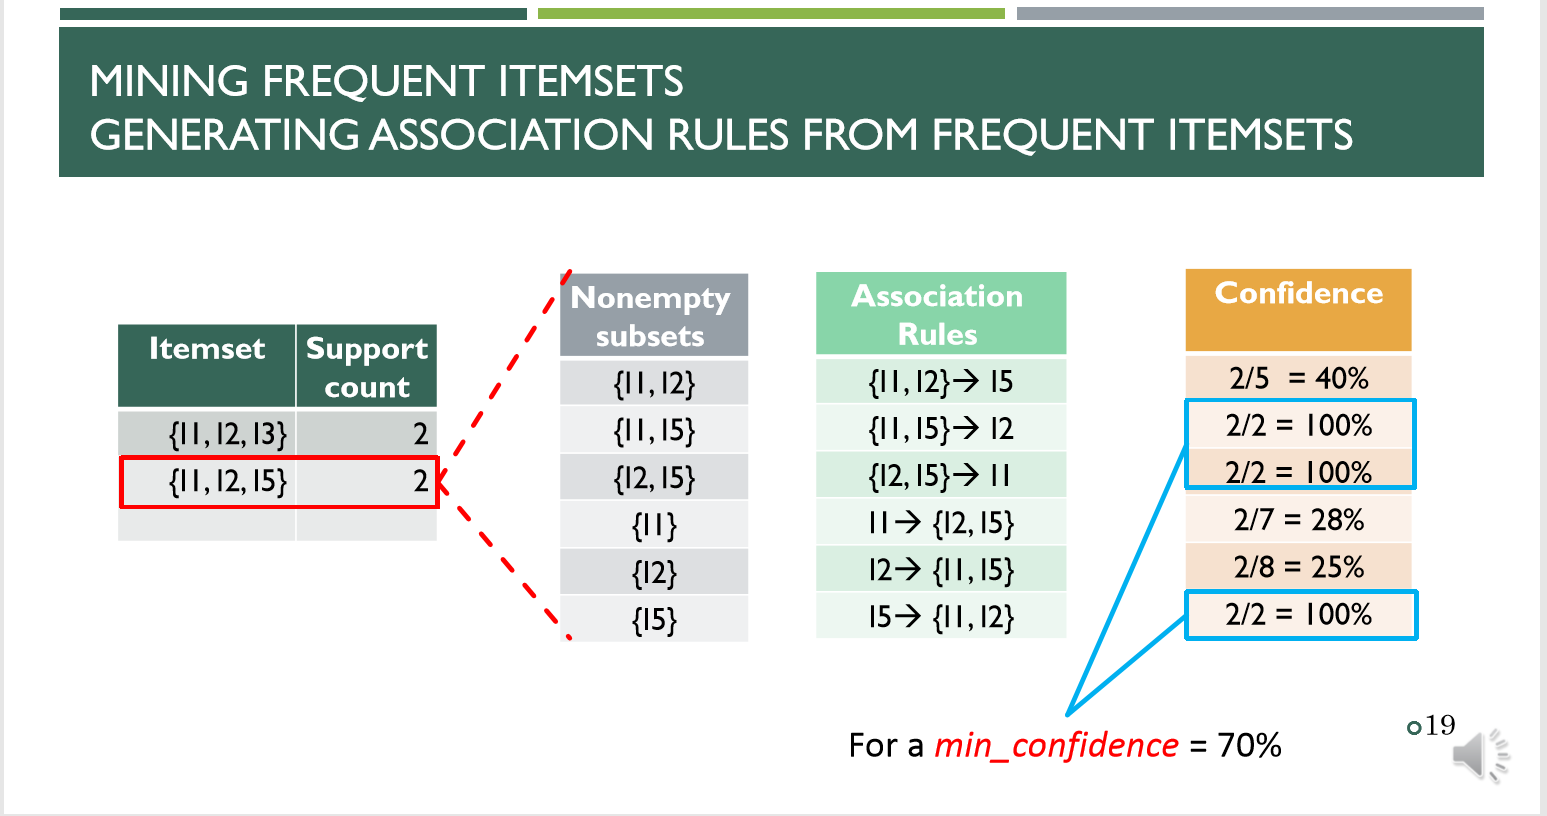 MINING FREQUENT ITEMSETS
GENERATING ASSOCIATION RULES FROM FREQUENT ITEMSETS
Itemset Support count
{I1, I2, I3} 2
{I1, I2, I5} 2
Nonempty subsets
{I1, I2}
{I1, I5}
{I2, I5}
{I1}
{I2}
{I5}
Association Rules
{I1, I2}→ I5
{I1, I5}→ I2
{I2, I5}→ I1
I1→ {I2, I5}
I2→ {I1, I5}
I5→ {I1, I2}
Confidence
2/5 = 40%
2/2 = 100%
2/2 = 100%
2/7 = 28%
2/8 = 25%
2/2 = 100%
For a min_confidence = 70%
19